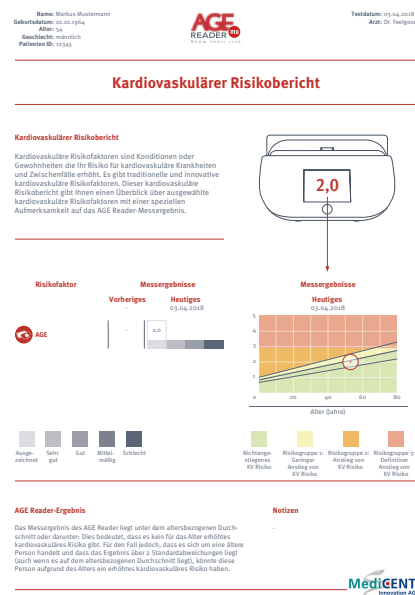 Name: Markus Mustermann
Geburtsdatum: 01.01.1964
Alter: 54
Geschlecht: männlich
Patienten ID: 12345
AGE
READER mu
Know their risk.
Testdatum: 03.04.2018
Arzt: Dr. Feelgood
Kardiovaskulärer Risikobericht
Kardiovaskulärer Risikobericht
Kardiovaskuläre Risikofaktoren sind Konditionen oder
Gewohnheiten die Ihr Risiko für kardiovaskuläre Krankheiten
und Zwischenfälle erhöht. Es gibt traditionelle und innovative
kardiovaskuläre Risikofaktoren. Dieser kardiovaskuläre
Risikobericht gibt Ihnen einen Überblick über ausgewählte
kardiovaskuläre Risikofaktoren mit einer speziellen
Aufmerksamkeit auf das AGE Reader-Messergebnis.
2,0
Risikofaktor
Messergebnisse
Messergebnisse
Vorheriges
-
Heutiges
03.04.2018
Heutiges
03.04.2018
AGE
-
2,0
5
4
3
2
1
0 20 40 60 80
Alter (Jahre)
Ausge-
zeichnet
Sehr
gut
Gut
Mittel-
mäßig
Schlecht
Nichtange-
stiegenes
KV Risiko
Risikogruppe 1:
Geringer
Anstieg von
KV Risiko
Risikogruppe 2:
Anstieg von
KV Risiko
Risikogruppe 3:
Definitiver
Anstieg von
KV Risiko
AGE Reader-Ergebnis
Das Messergebnis des AGE Reader liegt unter dem altersbezogenen Durch-
schnitt oder darunter: Dies bedeutet, dass es kein für das Alter erhöhtes
kardiovaskuläres Risiko gibt. Für den Fall jedoch, dass es sich um eine ältere
Person handelt und dass das Ergebnis über 2 Standardabweichungen liegt
(auch wenn es auf dem altersbezogenen Durchschnitt liegt), könnte diese
Person aufgrund des Alters ein erhöhtes kardiovaskuläres Risiko haben.
Notizen
-
MediCENT
Innovation AG